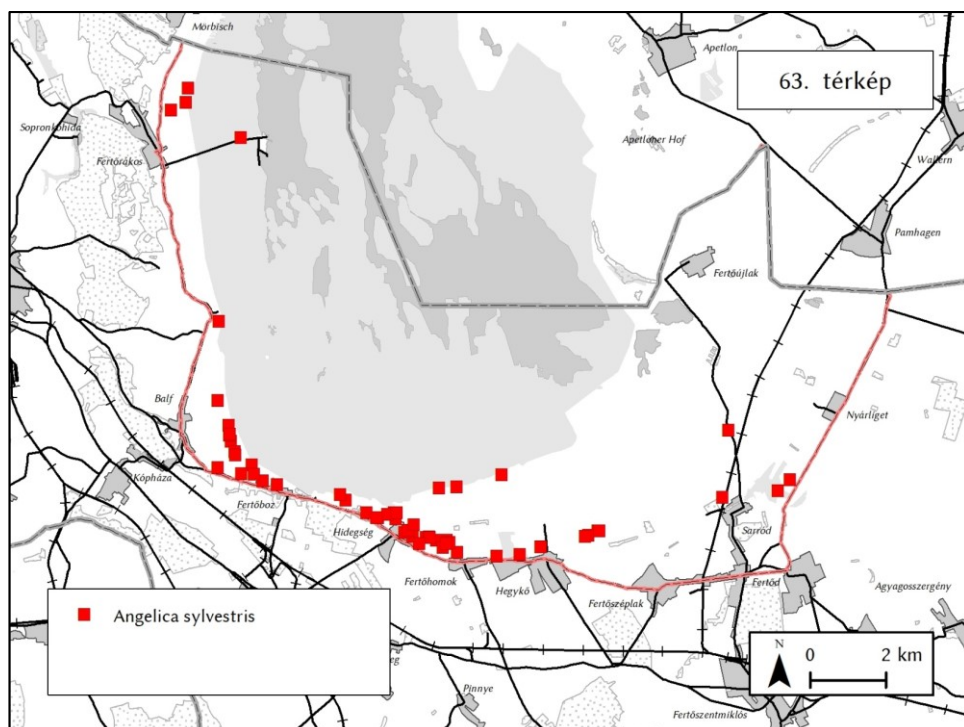 Mörbisch
Apetlon
63. térkép
Sopronkőhida
Fertőrákos
Apetloner Hof
Wallern
Pamhagen
Fertőújlak
Balf
Nyárliget
Kópháza
Fertőboz
Hidegség
Sarród
Fertőhomok
Hegykő
Fertőd
Fertőszéplak
Agyagosszergény
Angelica sylvestris
N
0 2 km
Pinnye
Fertőszentmiklós